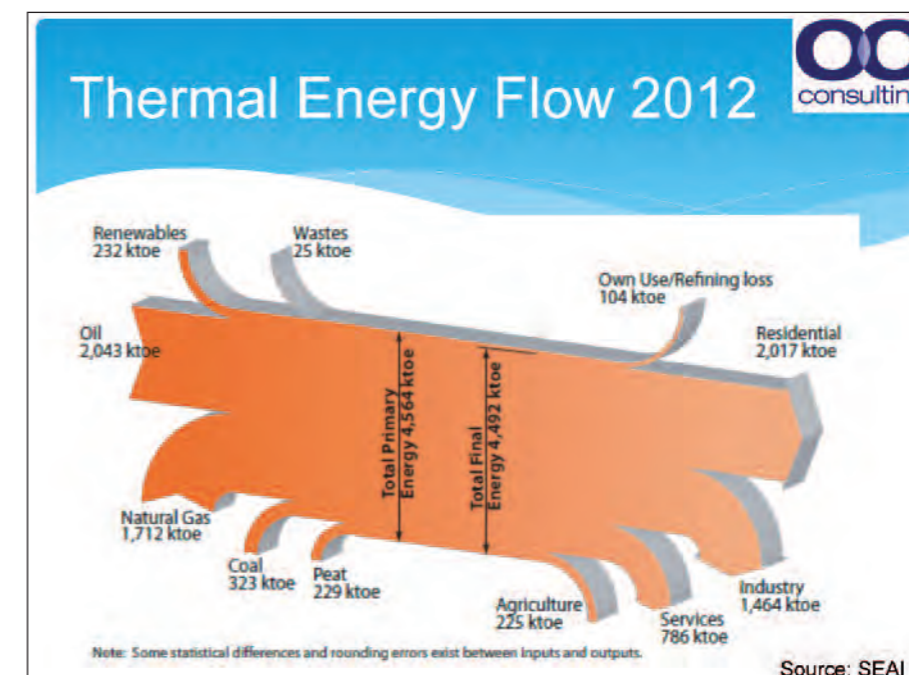 Thermal Energy Flow 2012
OC
consultin
Renewables
232 ktoe
Wastes
25 ktoe
Own Use/Refining loss
104 ktoe
Residential
2,017 ktoe
Oil
2,043 ktoe
Total Primary
Energy 4,564 ktoe
Total Final
Energy 4,492 ktoe
Natural Gas
1,712 ktoe
Coal
323 ktoe
Peat
229 ktoe
Agriculture
225 ktoe
Services
786 ktoe
Industry
1,464 ktoe
Note: Some statistical differences and rounding errors exist between inputs and outputs.
Source: SEAI